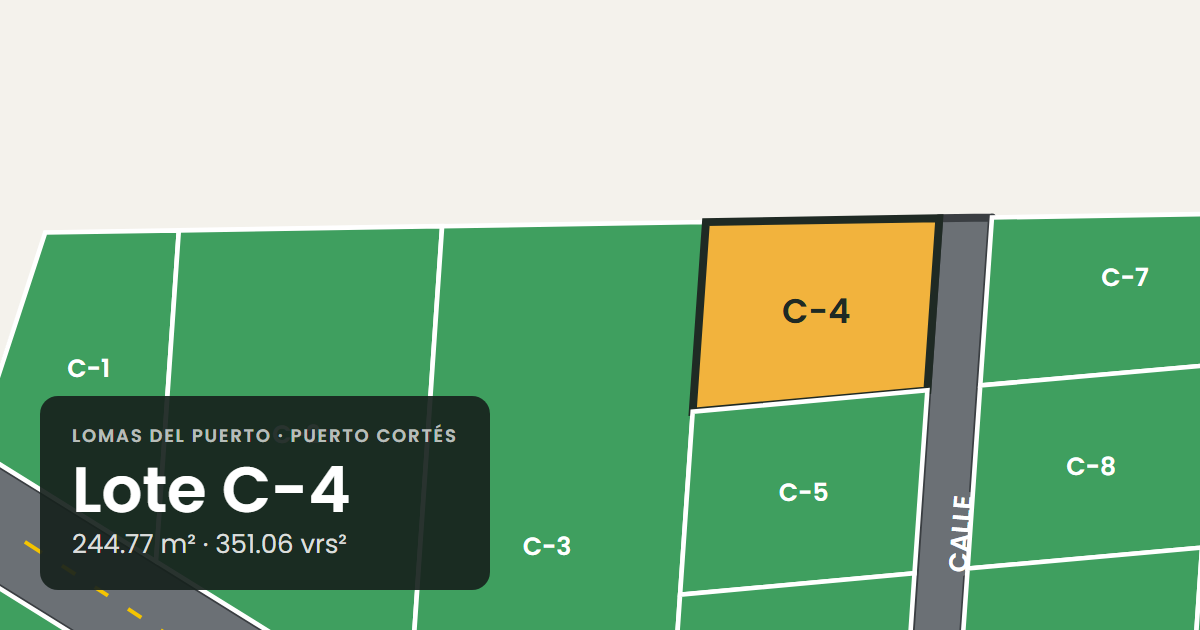 C-4
C-7
C-1
LOMAS DEL PUERTO · PUERTO CORTÉS
Lote C-4
244.77 m² · 351.06 vrs²
C-3
C-5
C-8
CALLE